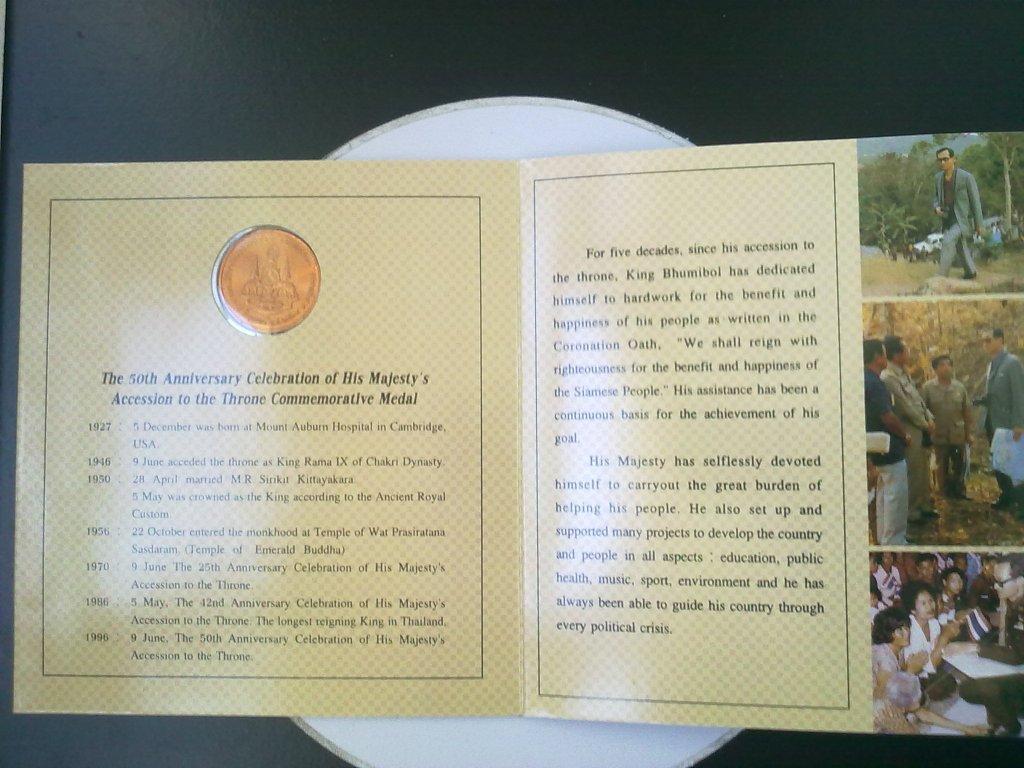 The 50th Anniversary Celebration of His Majesty's
Accession to the Throne Commemorative Medal
1927 : 5 December was born at Mount Auburn Hospital in Cambridge,
USA.
1946 : 9 June acceded the throne as King Rama IX of Chakri Dynasty.
1950 : 28 April married M.R. Sirikit Kittayakara.
5 May was crowned as the King according to the Ancient Royal
Custom.
1956 : 22 October entered the monkhood at Temple of Wat Prasiratana
Sasdaram. (Temple of Emerald Buddha)
1970 : 9 June The 25th Anniversary Celebration of His Majesty's
Accession to the Throne.
1986 : 5 May, The 42nd Anniversary Celebration of His Majesty's
Accession to the Throne. The longest reigning King in Thailand.
1996 : 9 June, The 50th Anniversary Celebration of His Majesty's
Accession to the Throne.
For five decades, since his accession to
the throne, King Bhumibol has dedicated
himself to hardwork for the benefit and
happiness of his people as written in the
Coronation Oath, "We shall reign with
righteousness for the benefit and happiness of
the Siamese People." His assistance has been a
continuous basis for the achievement of his
goal.
His Majesty has selflessly devoted
himself to carryout the great burden of
helping his people. He also set up and
supported many projects to develop the country
and people in all aspects : education, public
health, music, sport, environment and he has
always been able to guide his country through
every political crisis.